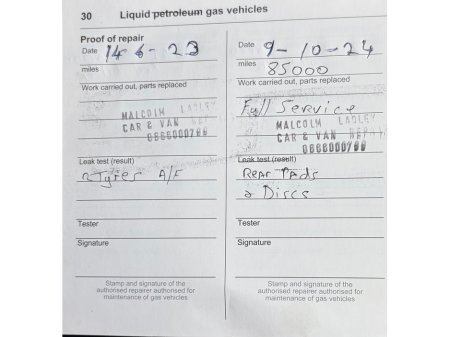 30 Liquid petroleum gas vehicles
Proof of repair
Date 14-6-23
miles
Work carried out, parts replaced
MALCOLM LADLEY
CAR & VAN
Leak test (result)
2 Tyres A/F
Tester
Signature
Stamp and signature of the
authorised repairer authorised for
maintenance of gas vehicles
Date 9-10-24
miles 85000
Work carried out, parts replaced
Full Service
MALCOLM LADLEY
CAR & VAN REPAIR
Leak test (result)
Rear Pads
& Discs
Tester
Signature
Stamp and signature of the
authorised repairer authorised for
maintenance of gas vehicles